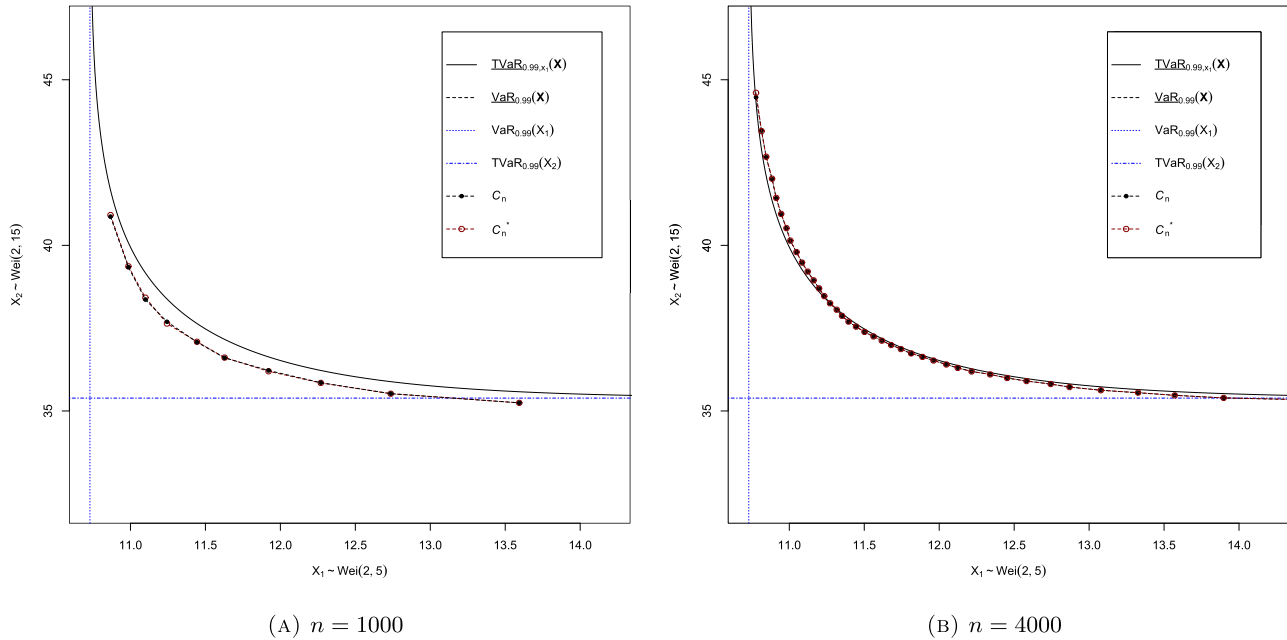 45
40
35
X₂ ~ Wei(2, 15)
11.0 11.5 12.0 12.5 13.0 13.5 14.0
X₁ ~ Wei(2, 5)
TVaR₀.₉₉,ₓ₁(X)
VaR₀.₉₉(X)
VaR₀.₉₉(X₁)
TVaR₀.₉₉(X₂)
Cₙ
Cₙ*
(A) n = 1000
45
40
35
X₂ ~ Wei(2, 15)
11.0 11.5 12.0 12.5 13.0 13.5 14.0
X₁ ~ Wei(2, 5)
TVaR₀.₉₉,ₓ₁(X)
VaR₀.₉₉(X)
VaR₀.₉₉(X₁)
TVaR₀.₉₉(X₂)
Cₙ
Cₙ*
(B) n = 4000